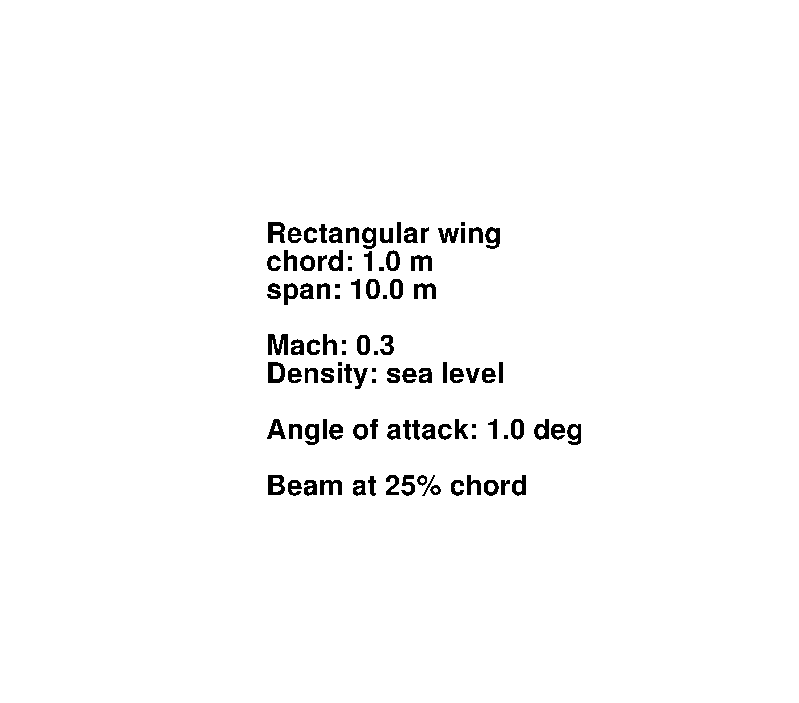 Rectangular wing
chord: 1.0 m
span: 10.0 m
Mach: 0.3
Density: sea level
Angle of attack: 1.0 deg
Beam at 25% chord